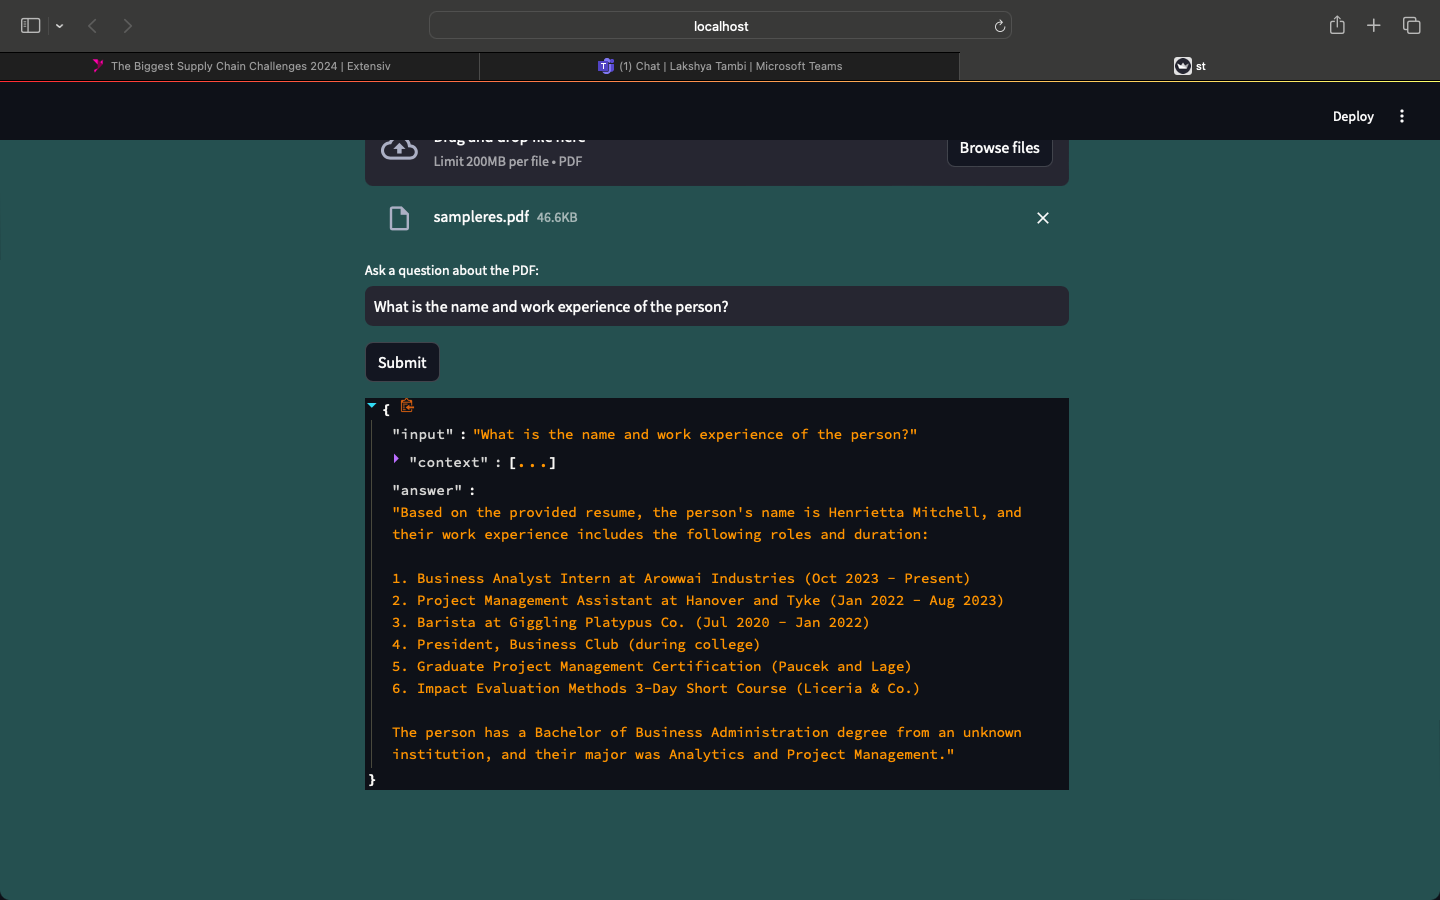 localhost
The Biggest Supply Chain Challenges 2024 | Extensiv
(1) Chat | Lakshya Tambi | Microsoft Teams
st
Deploy
Drag and drop file here
Limit 200MB per file • PDF
Browse files
sampleres.pdf 46.6KB
Ask a question about the PDF:
What is the name and work experience of the person?
Submit
{
"input" : "What is the name and work experience of the person?"
"context" : [...]
"answer" :
"Based on the provided resume, the person's name is Henrietta Mitchell, and
their work experience includes the following roles and duration:
1. Business Analyst Intern at Arowwai Industries (Oct 2023 - Present)
2. Project Management Assistant at Hanover and Tyke (Jan 2022 - Aug 2023)
3. Barista at Giggling Platypus Co. (Jul 2020 - Jan 2022)
4. President, Business Club (during college)
5. Graduate Project Management Certification (Paucek and Lage)
6. Impact Evaluation Methods 3-Day Short Course (Liceria & Co.)
The person has a Bachelor of Business Administration degree from an unknown
institution, and their major was Analytics and Project Management."
}